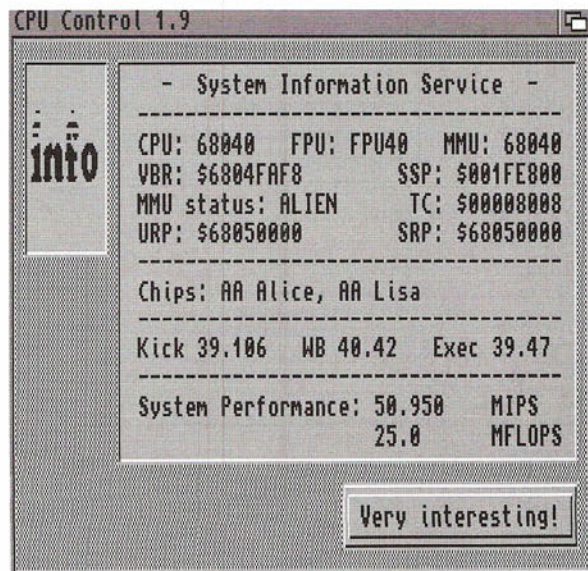 CPU Control 1.9
info
- System Information Service -
CPU: 68040 FPU: FPU40 MMU: 68040
VBR: $6804FAF8 SSP: $001FE800
MMU status: ALIEN TC: $00008008
URP: $68050000 SRP: $68050000
Chips: AA Alice, AA Lisa
Kick 39.106 WB 40.42 Exec 39.47
System Performance: 50.950 MIPS
25.0 MFLOPS
Very interesting!